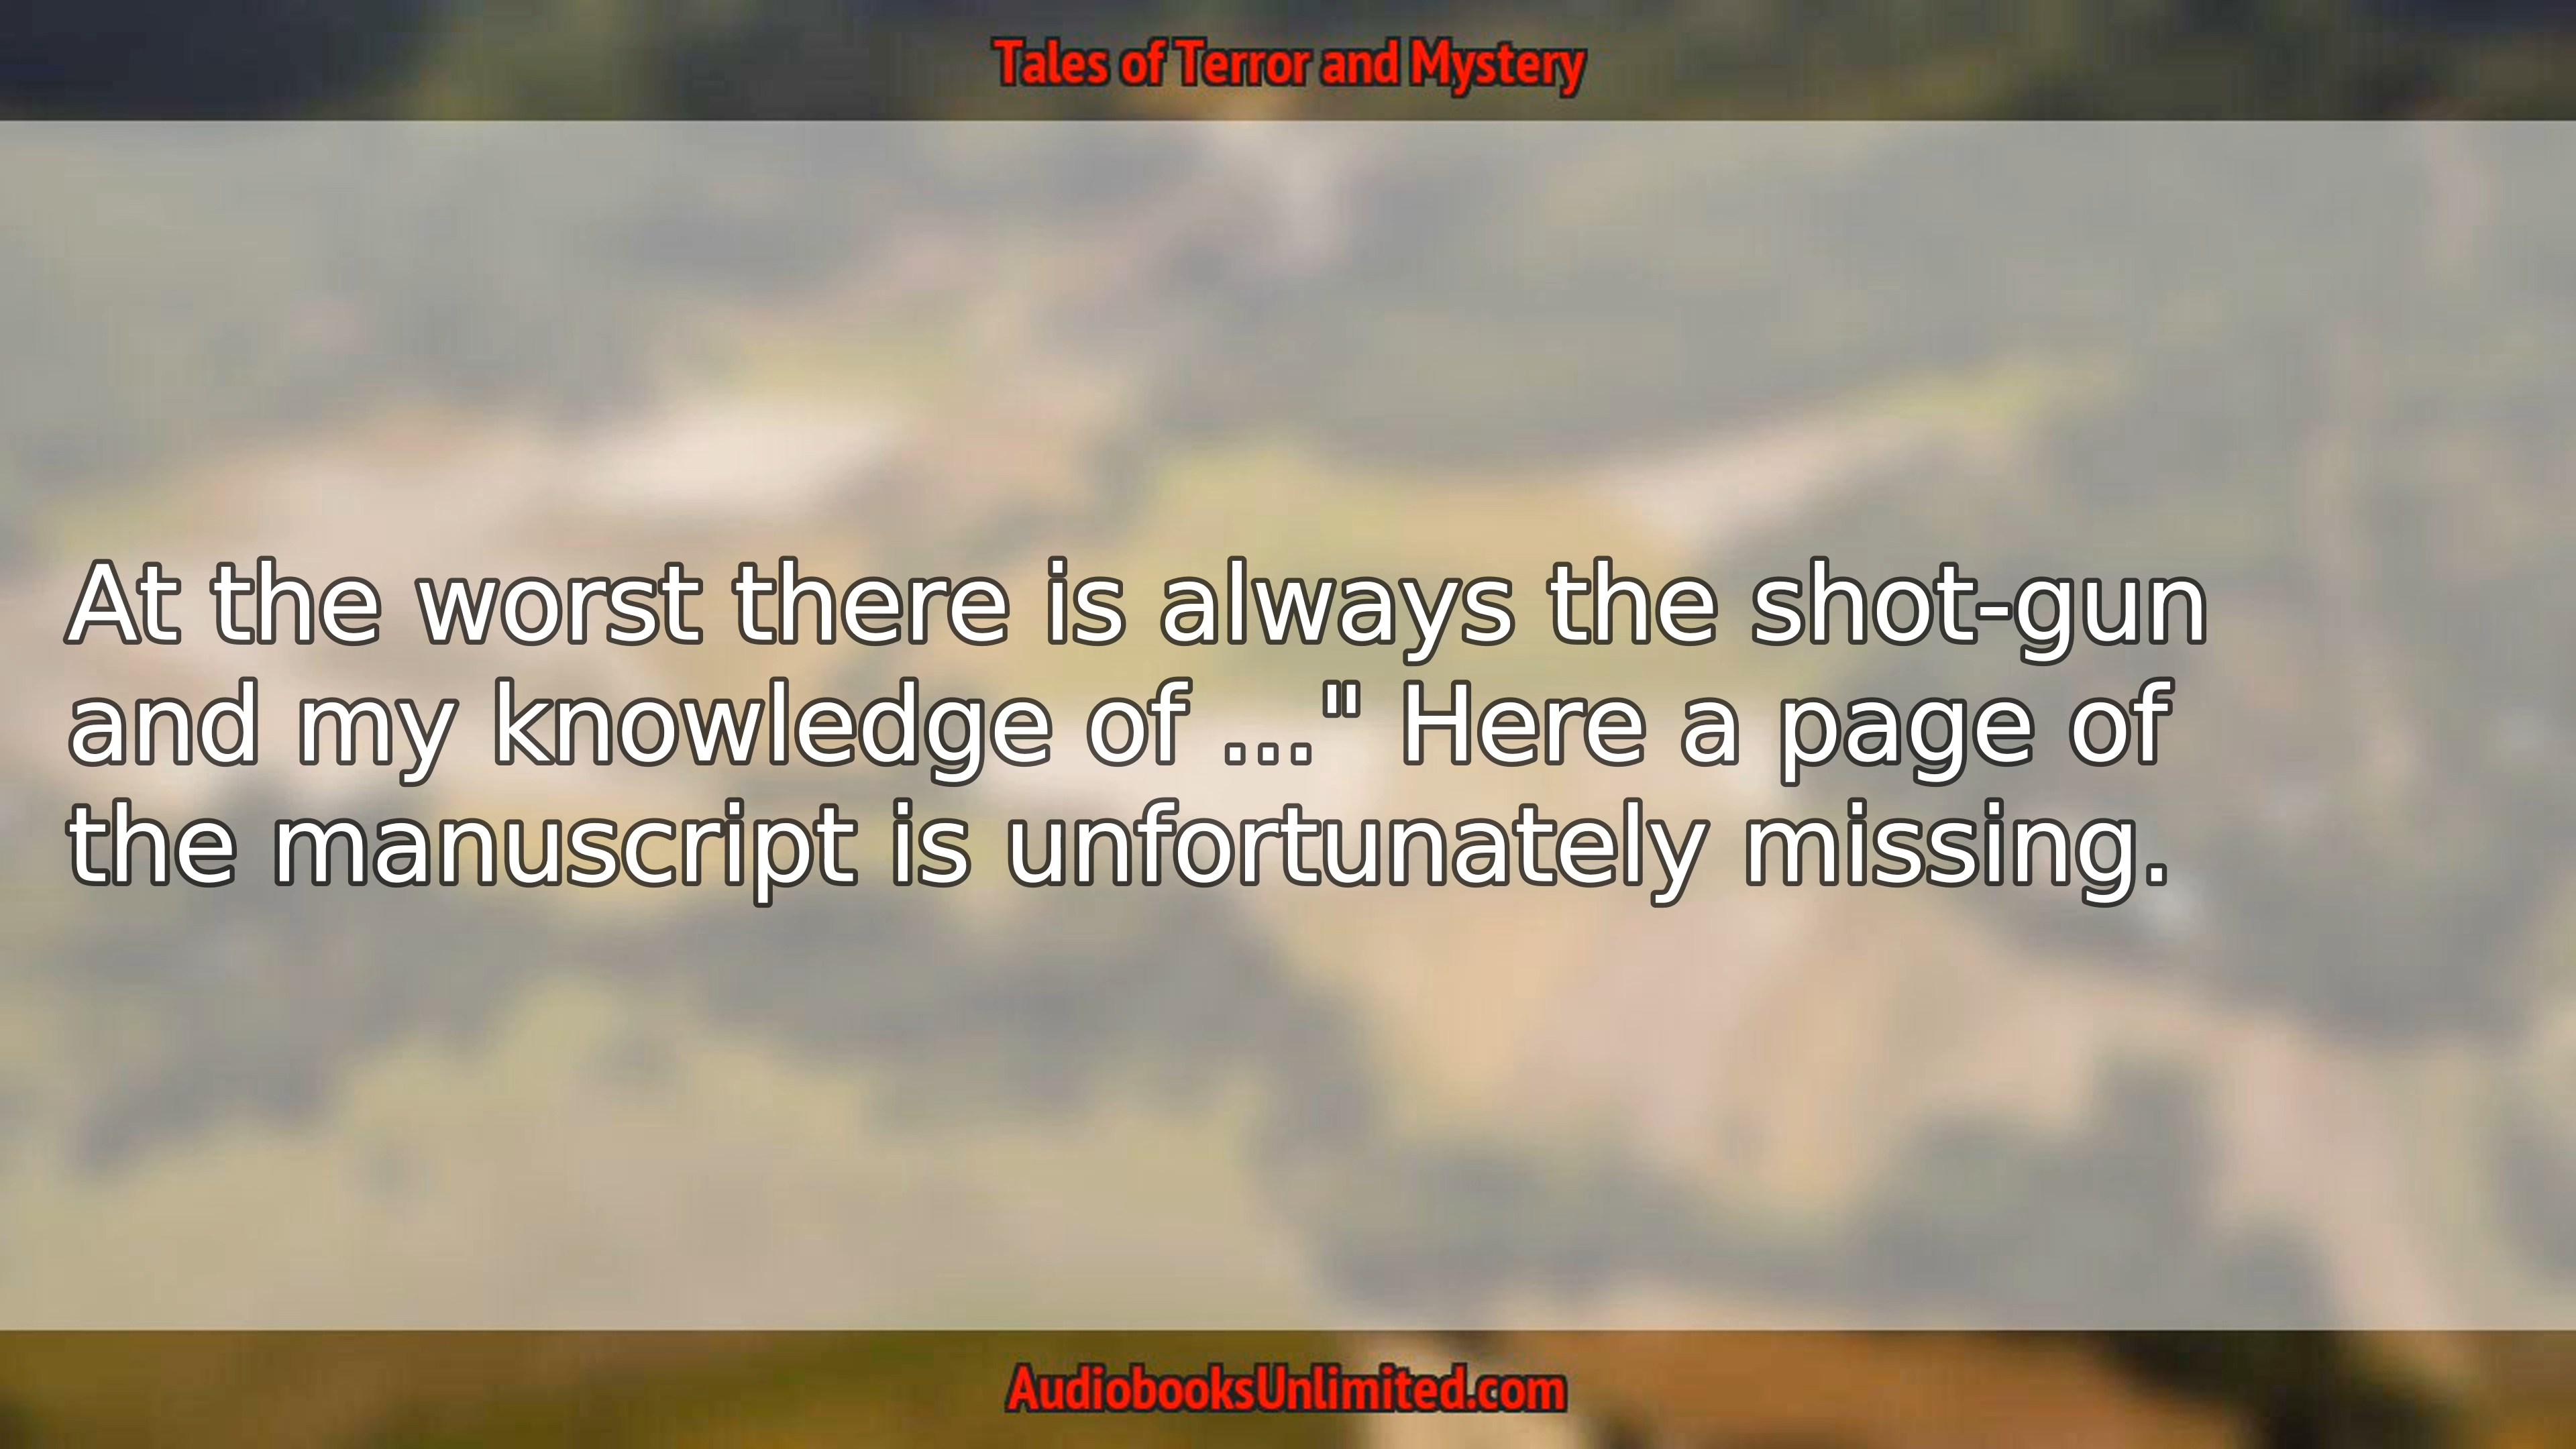 Tales of Terror and Mystery
At the worst there is always the shot-gun
and my knowledge of ..." Here a page of
the manuscript is unfortunately missing.
AudiobooksUnlimited.com